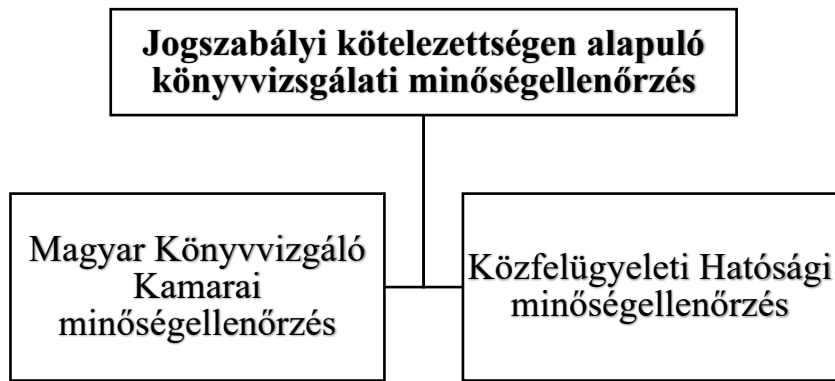 Jogszabályi kötelezettségen alapuló
könyvvizsgálati minőségellenőrzés
Magyar Könyvvizgáló
Kamarai
minőségellenőrzés
Közfelügyeleti Hatósági
minőségellenőrzés